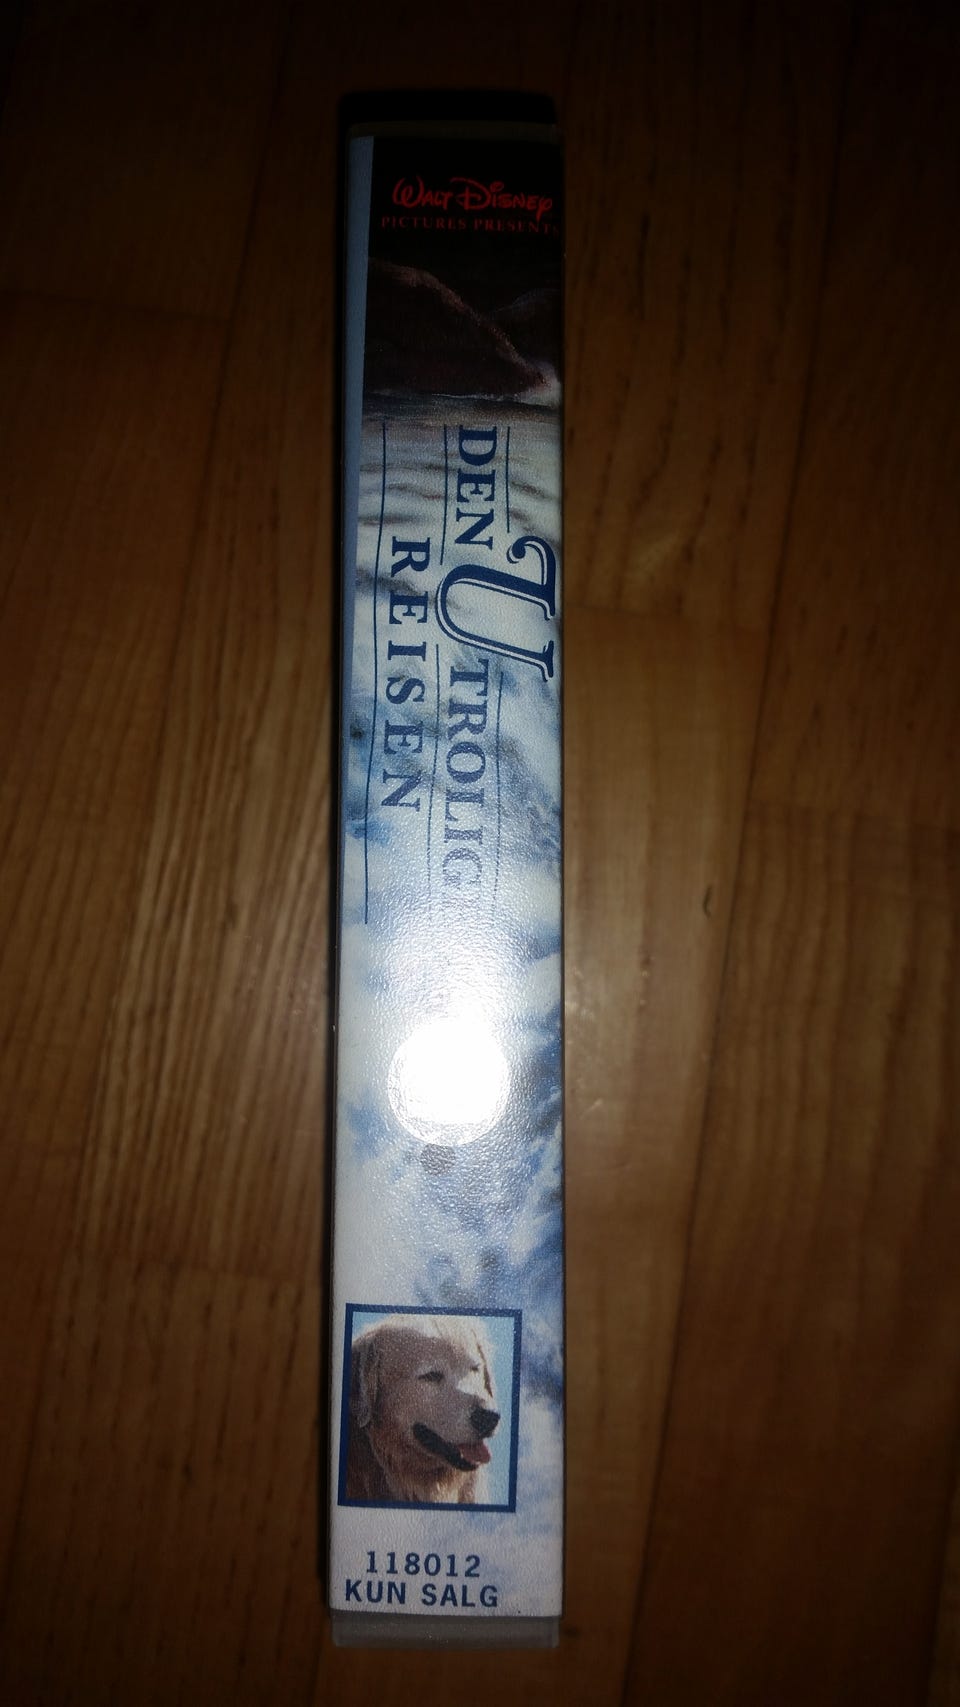 WALT DISNEY
PICTURES PRESENTS
DEN UTROLIG
REISEN
118012
KUN SALG